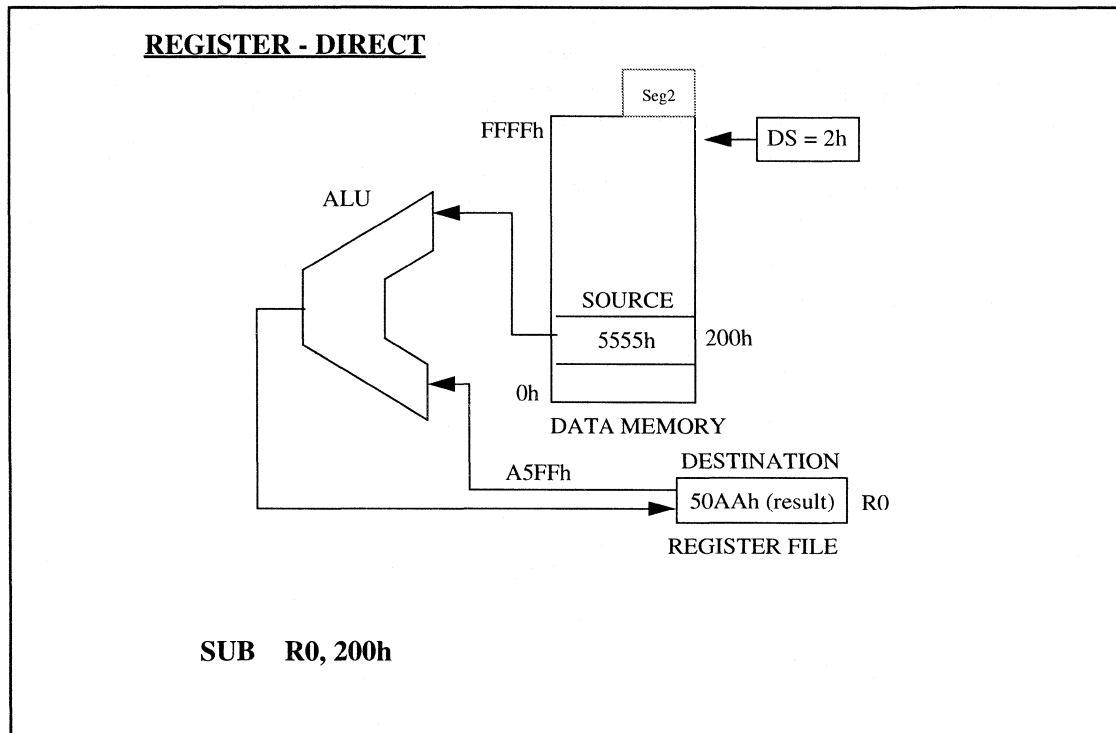 REGISTER - DIRECT
Seg2
FFFFh
DS = 2h
ALU
SOURCE
5555h
200h
0h
DATA MEMORY
DESTINATION
A5FFh
50AAh (result)
R0
REGISTER FILE
SUB R0, 200h